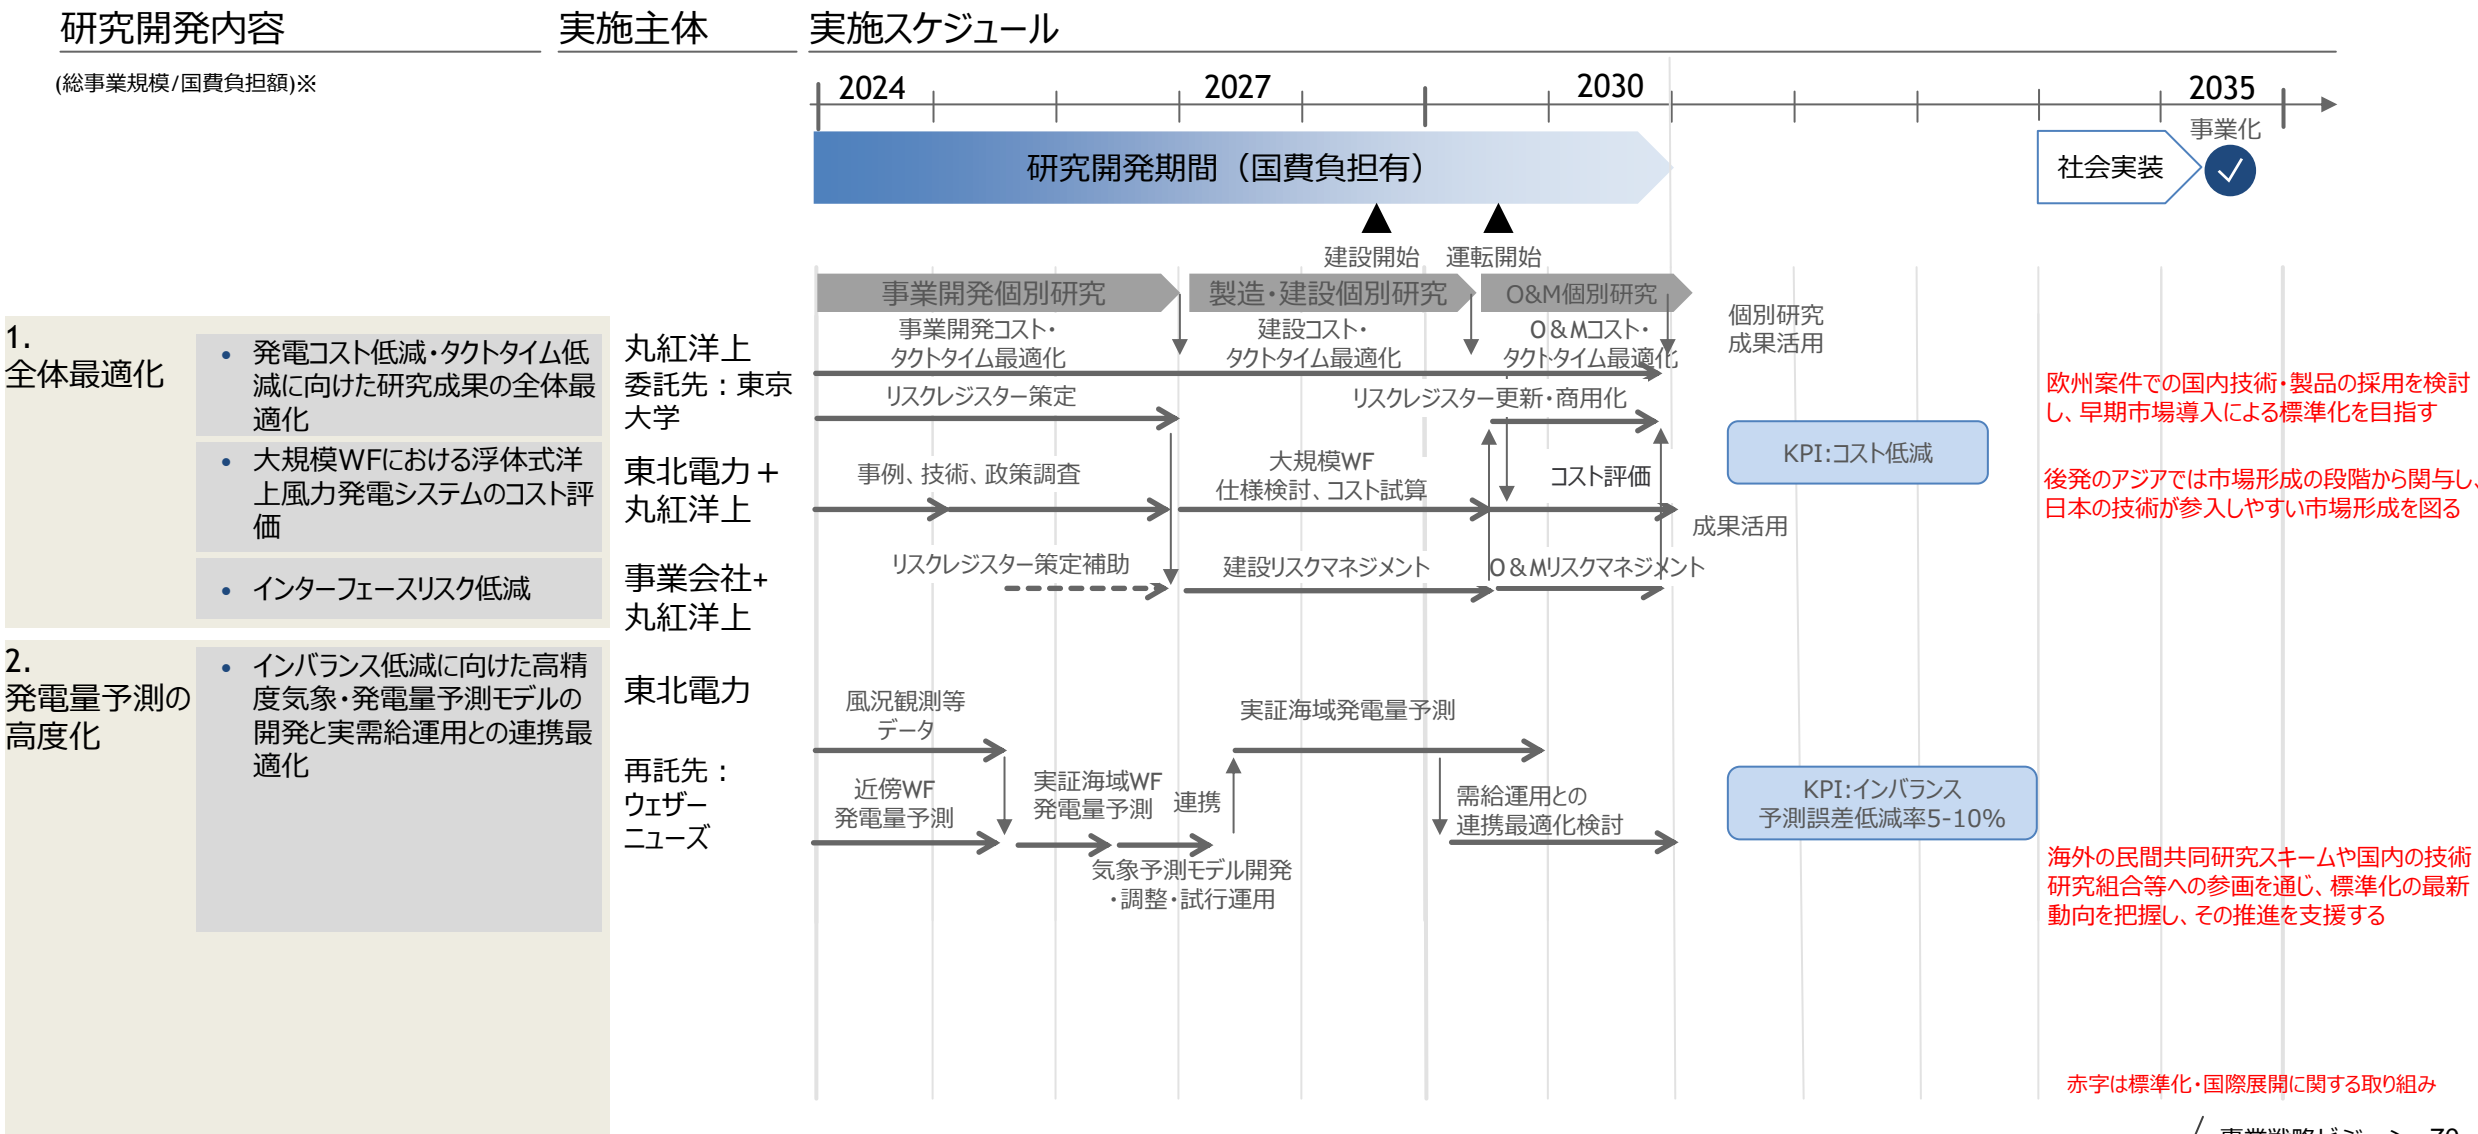 研究開発内容
実施主体
実施スケジュール
(総事業規模/国費負担額)※
2024
2027
2030
2035
事業化
研究開発期間（国費負担有）
社会実装
建設開始
運転開始
事業開発個別研究
製造・建設個別研究
O&M個別研究
1.
全体最適化
• 発電コスト低減・タクトタイム低
減に向けた研究成果の全体最
適化
丸紅洋上
委託先：東京
大学
事業開発コスト・
タクトタイム最適化
建設コスト・
タクトタイム最適化
O＆Mコスト・
タクトタイム最適化
個別研究
成果活用
リスクレジスター策定
リスクレジスター更新・商用化
欧州案件での国内技術・製品の採用を検討
し、早期市場導入による標準化を目指す
• 大規模WFにおける浮体式洋
上風力発電システムのコスト評
価
東北電力＋
丸紅洋上
事例、技術、政策調査
大規模WF
仕様検討、コスト試算
コスト評価
KPI:コスト低減
後発のアジアでは市場形成の段階から関与し、
日本の技術が参入しやすい市場形成を図る
成果活用
• インターフェースリスク低減
事業会社+
丸紅洋上
リスクレジスター策定補助
建設リスクマネジメント
O＆Mリスクマネジメント
2.
発電量予測の
高度化
• インバランス低減に向けた高精
度気象・発電量予測モデルの
開発と実需給運用との連携最
適化
東北電力
風況観測等
データ
実証海域発電量予測
再託先：
ウェザー
ニューズ
近傍WF
発電量予測
実証海域WF
発電量予測
連携
需給運用との
連携最適化検討
KPI:インバランス
予測誤差低減率5-10%
気象予測モデル開発
・調整・試行運用
海外の民間共同研究スキームや国内の技術
研究組合等への参画を通じ、標準化の最新
動向を把握し、その推進を支援する
赤字は標準化・国際展開に関する取り組み